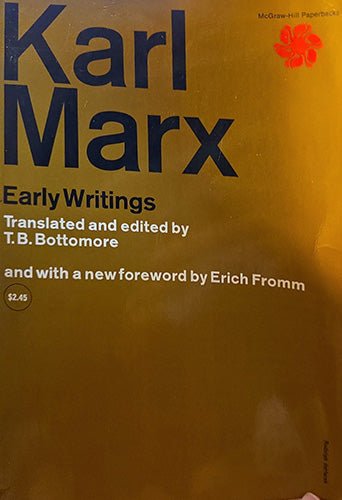 McGraw-Hill Paperbacks
Karl
Marx
Early Writings
Translated and edited by
T.B. Bottomore
and with a new foreword by Erich Fromm
$2.45